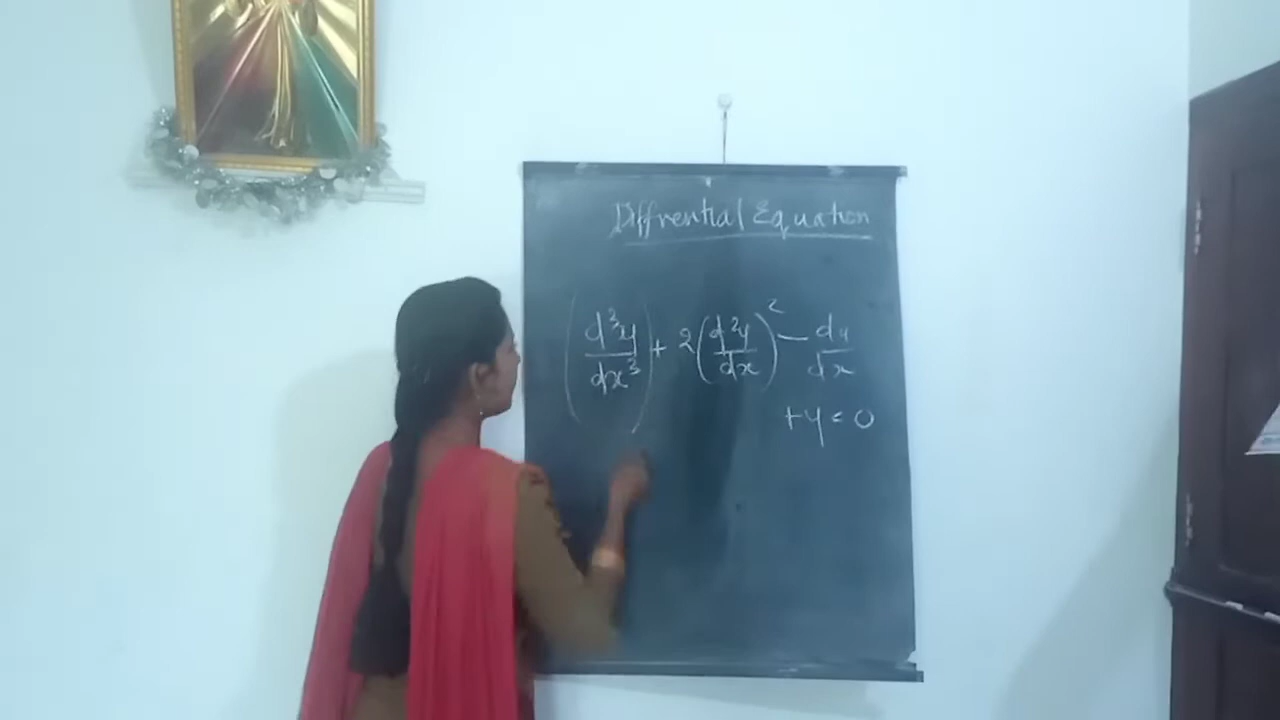 Diffrential Equation
(d³y/dx³) + 2(d²y/dx)² — dy/dx
+y = 0